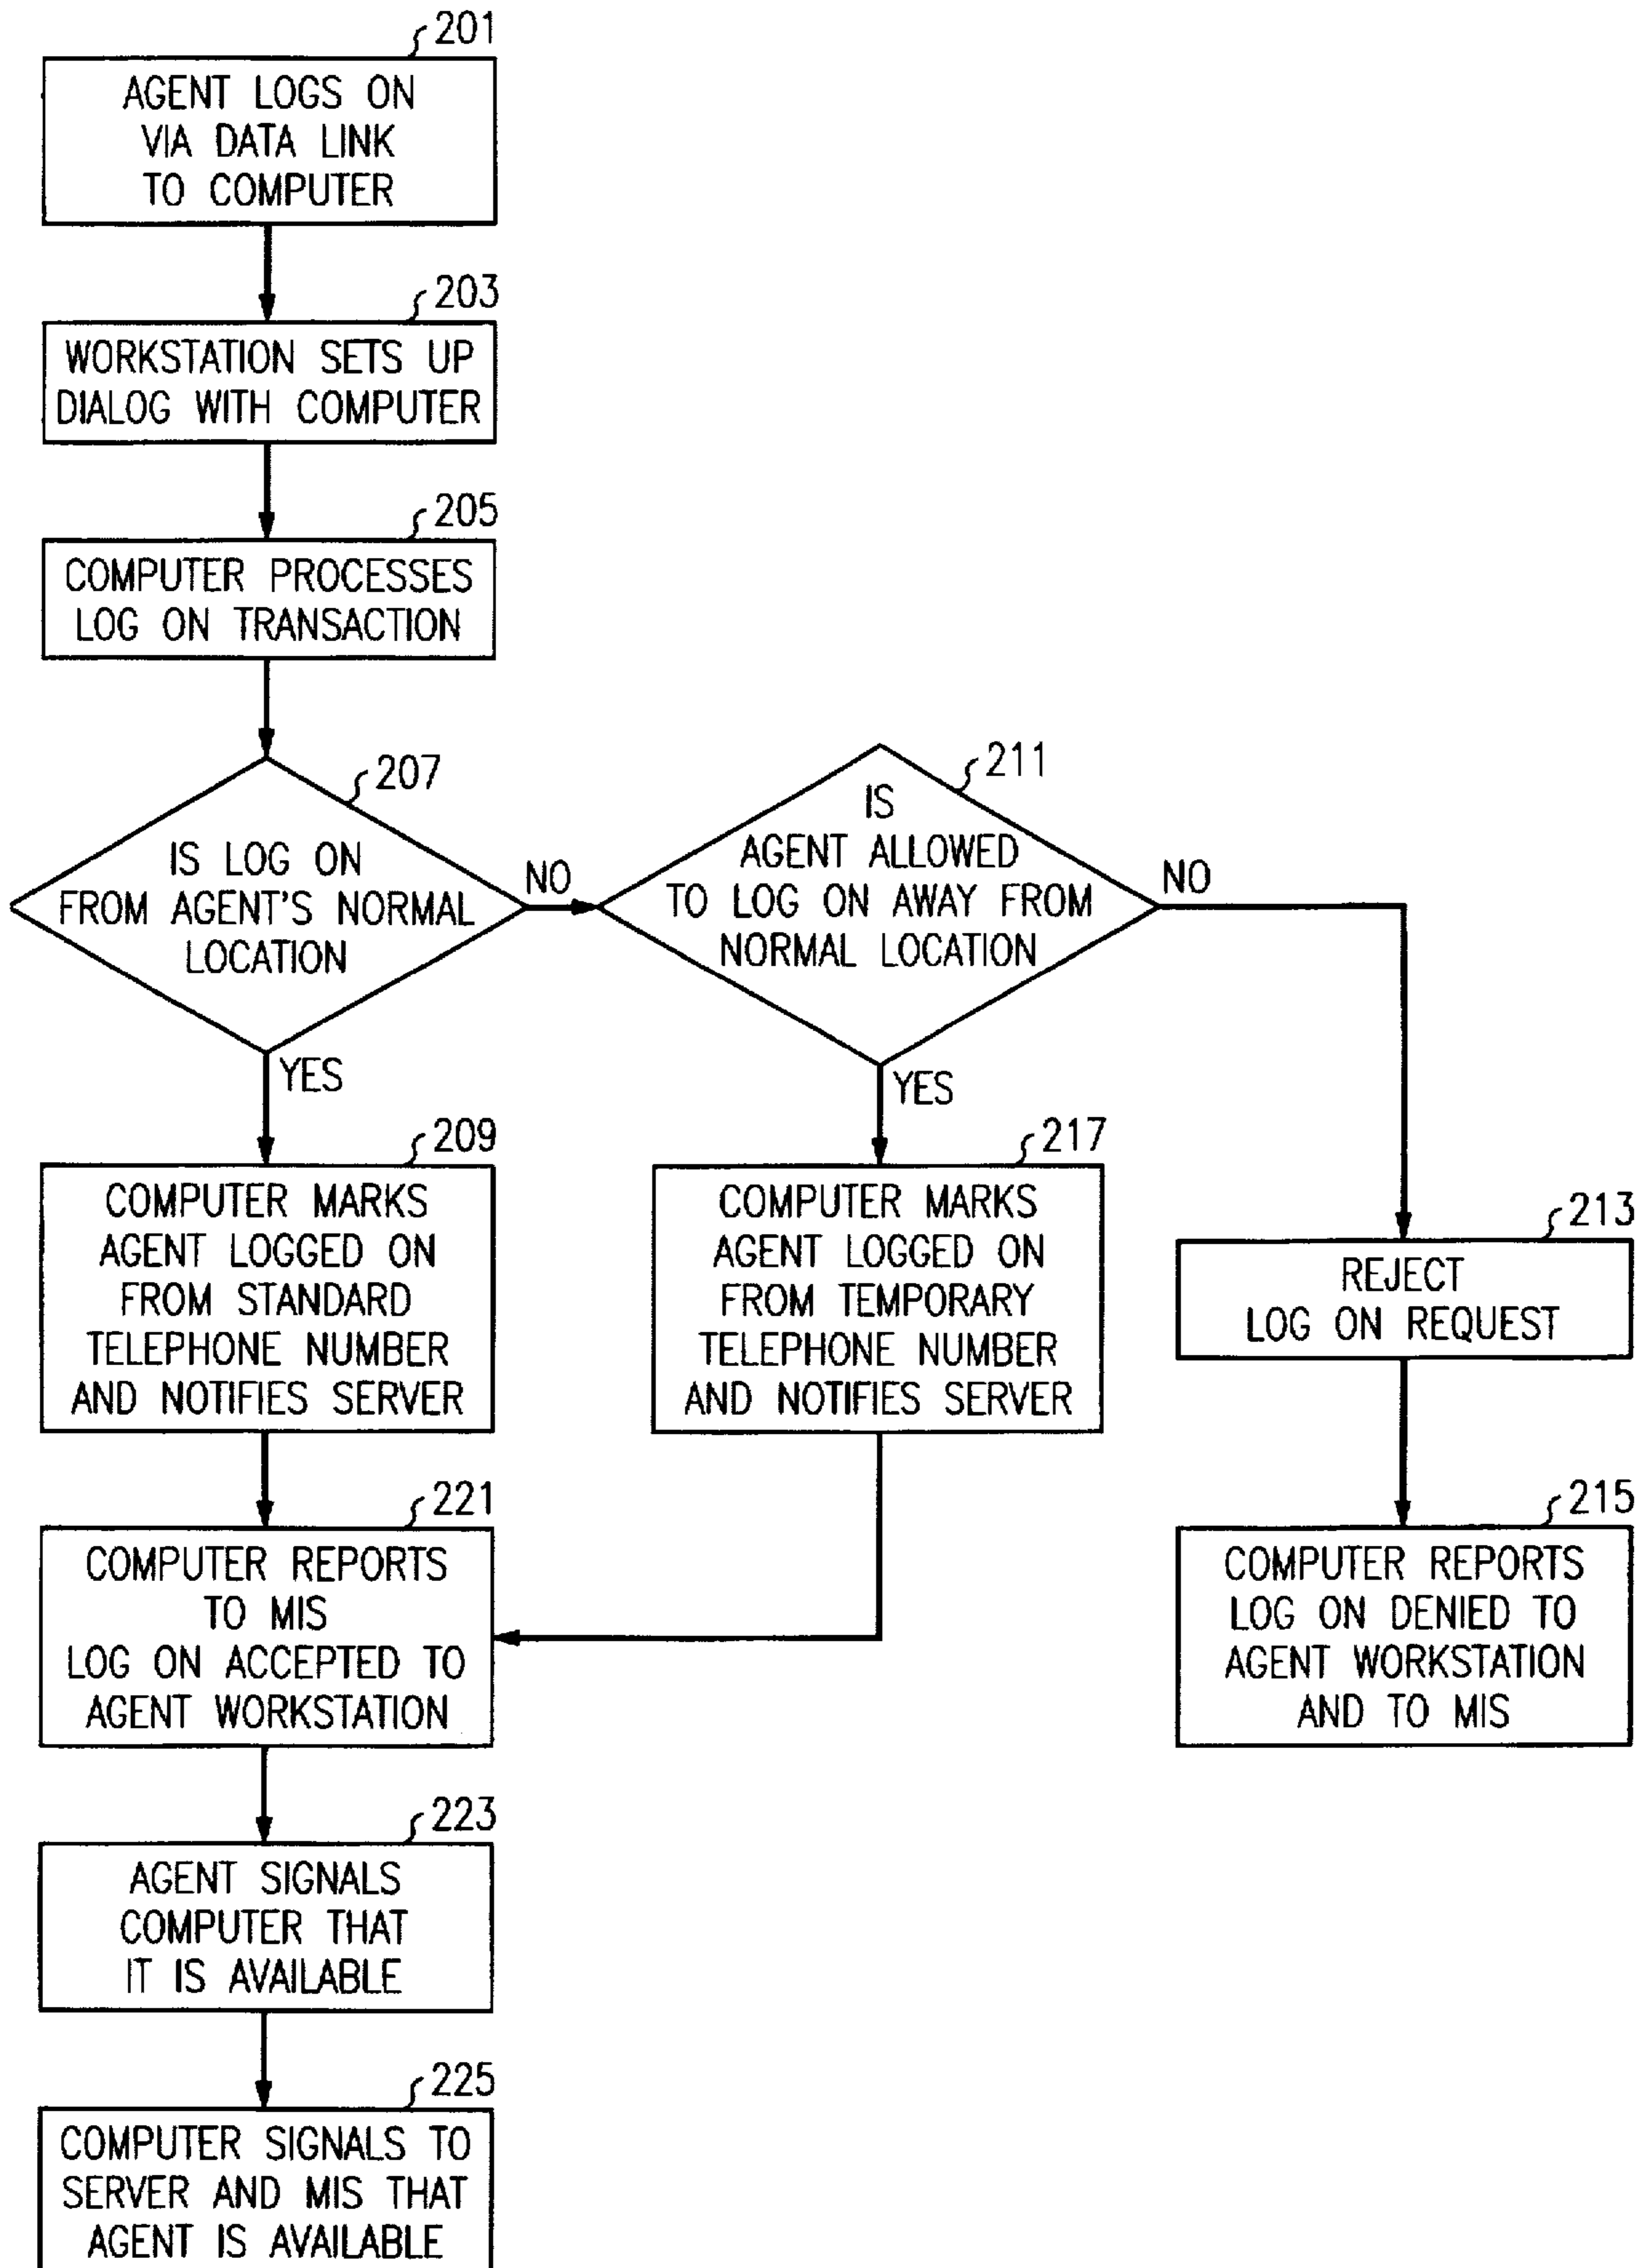 201
AGENT LOGS ON
VIA DATA LINK
TO COMPUTER
203
WORKSTATION SETS UP
DIALOG WITH COMPUTER
205
COMPUTER PROCESSES
LOG ON TRANSACTION
207
IS LOG ON
FROM AGENT'S NORMAL
LOCATION
NO
YES
211
IS
AGENT ALLOWED
TO LOG ON AWAY FROM
NORMAL LOCATION
NO
YES
209
COMPUTER MARKS
AGENT LOGGED ON
FROM STANDARD
TELEPHONE NUMBER
AND NOTIFIES SERVER
217
COMPUTER MARKS
AGENT LOGGED ON
FROM TEMPORARY
TELEPHONE NUMBER
AND NOTIFIES SERVER
213
REJECT
LOG ON REQUEST
221
COMPUTER REPORTS
TO MIS
LOG ON ACCEPTED TO
AGENT WORKSTATION
215
COMPUTER REPORTS
LOG ON DENIED TO
AGENT WORKSTATION
AND TO MIS
223
AGENT SIGNALS
COMPUTER THAT
IT IS AVAILABLE
225
COMPUTER SIGNALS TO
SERVER AND MIS THAT
AGENT IS AVAILABLE